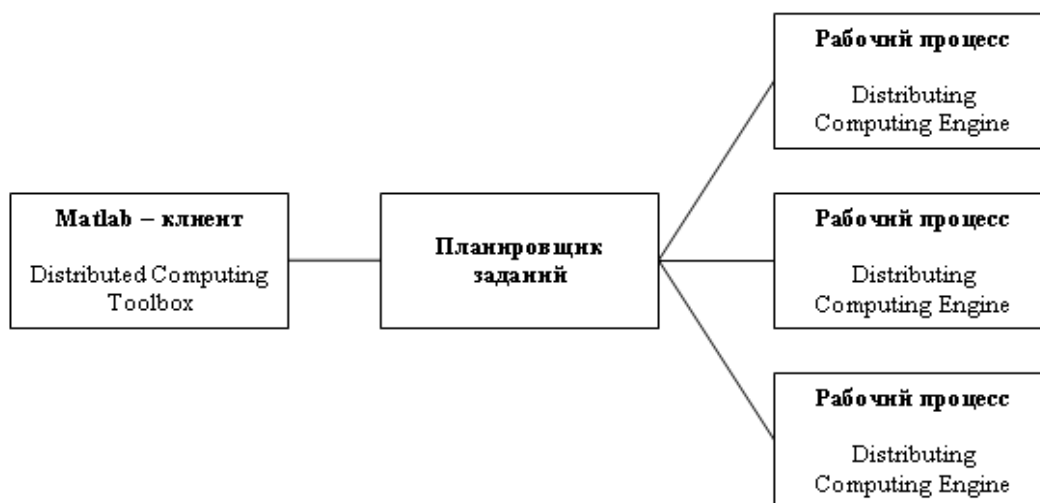 Рабочий процесс
Distributing
Computing Engine
Matlab – клиент
Distributed Computing
Toolbox
Планировщик
заданий
Рабочий процесс
Distributing
Computing Engine
Рабочий процесс
Distributing
Computing Engine